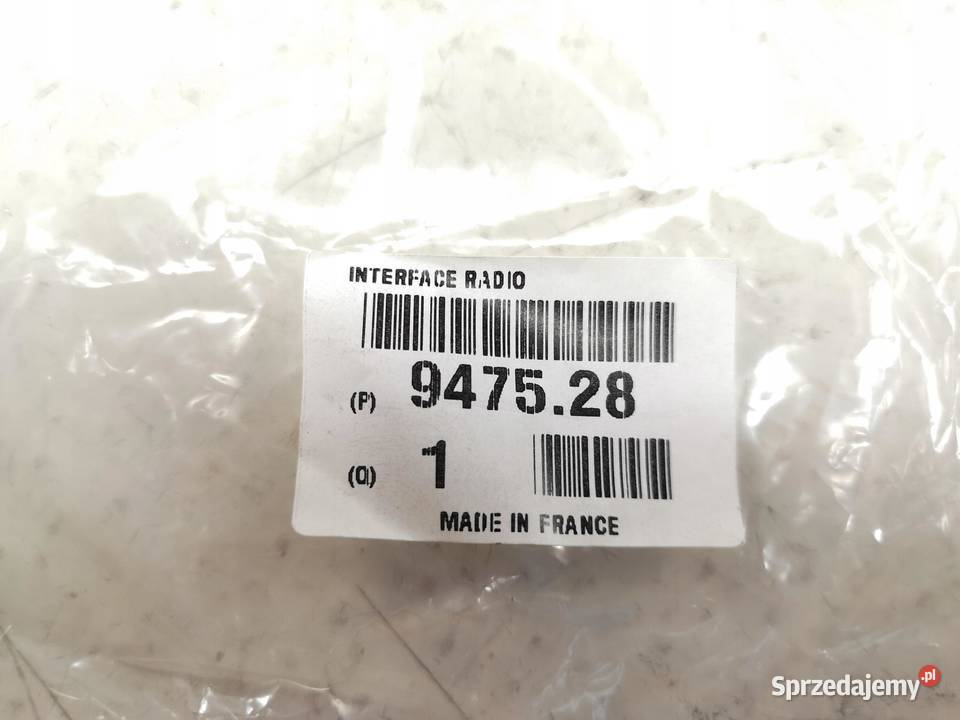 INTERFACE RADIO
(P) 9475.28
(Q) 1
MADE IN FRANCE
Sprzedajemy.pl